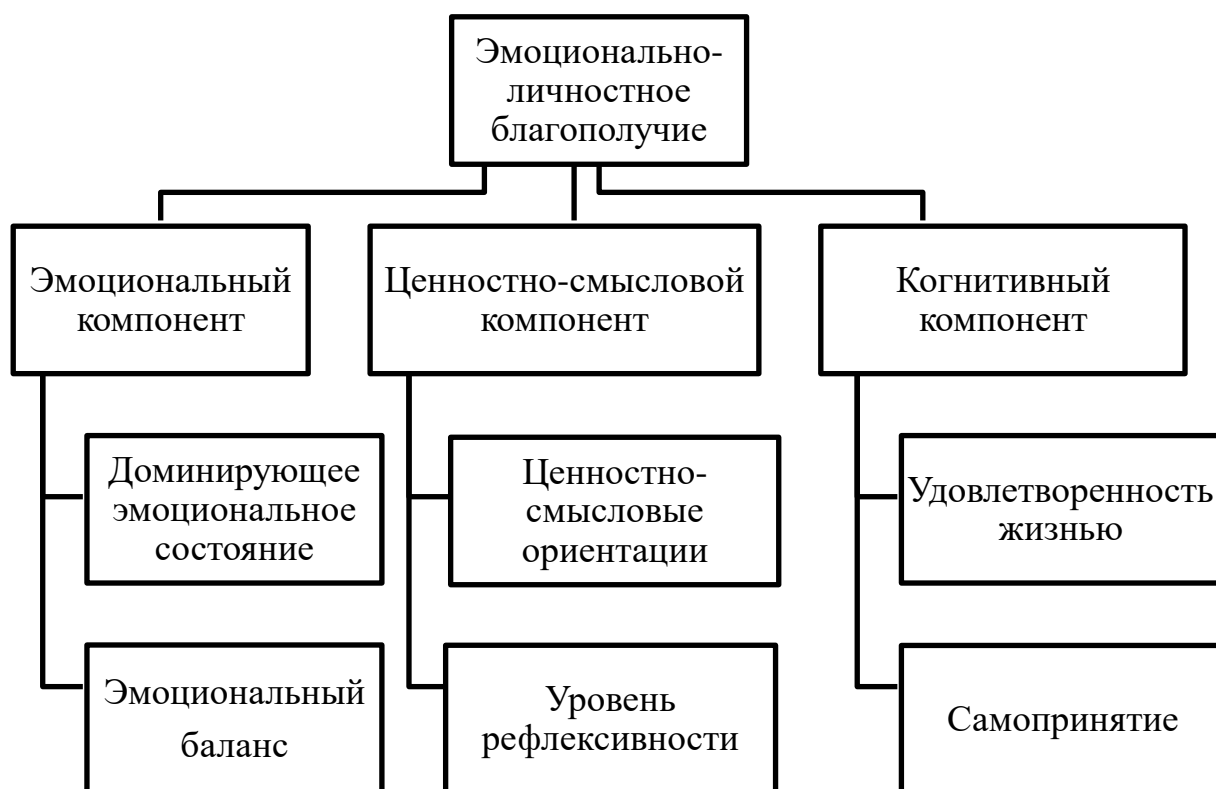 Эмоционально-
личностное
благополучие
Эмоциональный
компонент
Ценностно-смысловой
компонент
Когнитивный
компонент
Доминирующее
эмоциональное
состояние
Ценностно-
смысловые
ориентации
Удовлетворенность
жизнью
Эмоциональный
баланс
Уровень
рефлексивности
Самопринятие